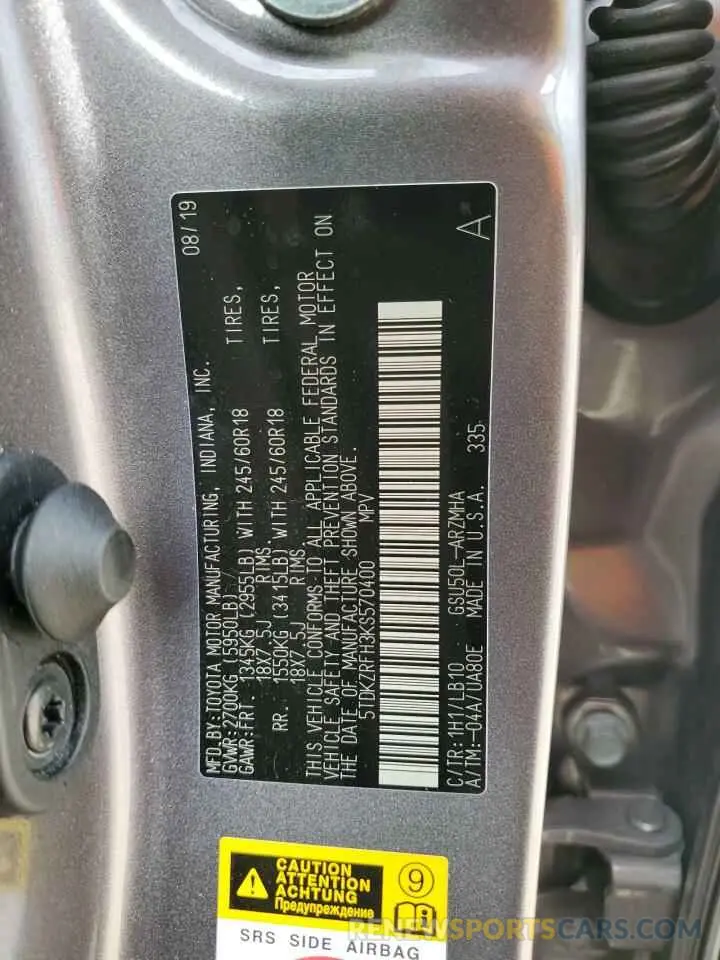 MFD.BY:TOYOTA MOTOR MANUFACTURING, INDIANA, INC. 08/19
GVWR:2700KG (5950LB)
GAWR:FRT. 1345KG (2955LB) WITH 245/60R18 TIRES,
18X7.5J RIMS
RR. 1550KG (3415LB) WITH 245/60R18 TIRES,
18X7.5J RIMS
THIS VEHICLE CONFORMS TO ALL APPLICABLE FEDERAL MOTOR
VEHICLE SAFETY AND THEFT PREVENTION STANDARDS IN EFFECT ON
THE DATE OF MANUFACTURE SHOWN ABOVE.
5TDKZRFH3KS570400 MPV
C/TR:1H1/LB10 GSU50L-ARZMHA A
A/TM:-04A/UA80E MADE IN U.S.A. 335
CAUTION
ATTENTION
ACHTUNG
Предупреждение
9
SRS SIDE AIRBAG
RENEWSPORTSCARS.COM